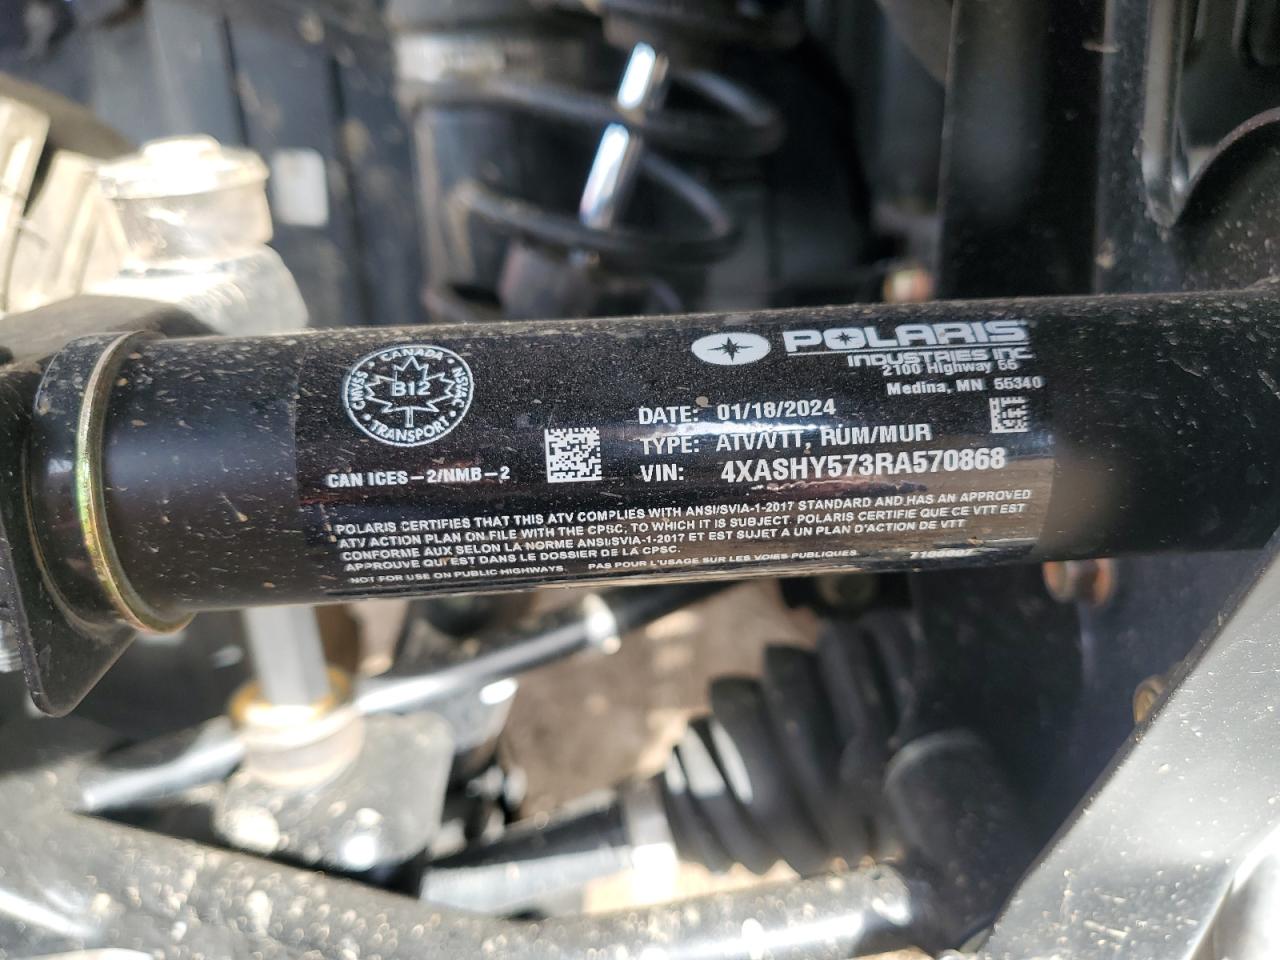 POLARIS
INDUSTRIES INC.
2100 Highway 55
Medina, MN 55340
CANADA
CMVSS
B12
NSVAC
TRANSPORT
CAN ICES-2/NMB-2
DATE: 01/18/2024
TYPE: ATV/VTT, RUM/MUR
VIN: 4XASHY573RA570868
POLARIS CERTIFIES THAT THIS ATV COMPLIES WITH ANSI/SVIA-1-2017 STANDARD AND HAS AN APPROVED
ATV ACTION PLAN ON FILE WITH THE CPSC, TO WHICH IT IS SUBJECT. POLARIS CERTIFIE QUE CE VTT EST
CONFORME AUX SELON LA NORME ANSI/SVIA-1-2017 ET EST SUJET A UN PLAN D'ACTION DE VTT
APPROUVE QU'EST DANS LE DOSSIER DE LA CPSC.
NOT FOR USE ON PUBLIC HIGHWAYS. PAS POUR L'USAGE SUR LES VOIES PUBLIQUES